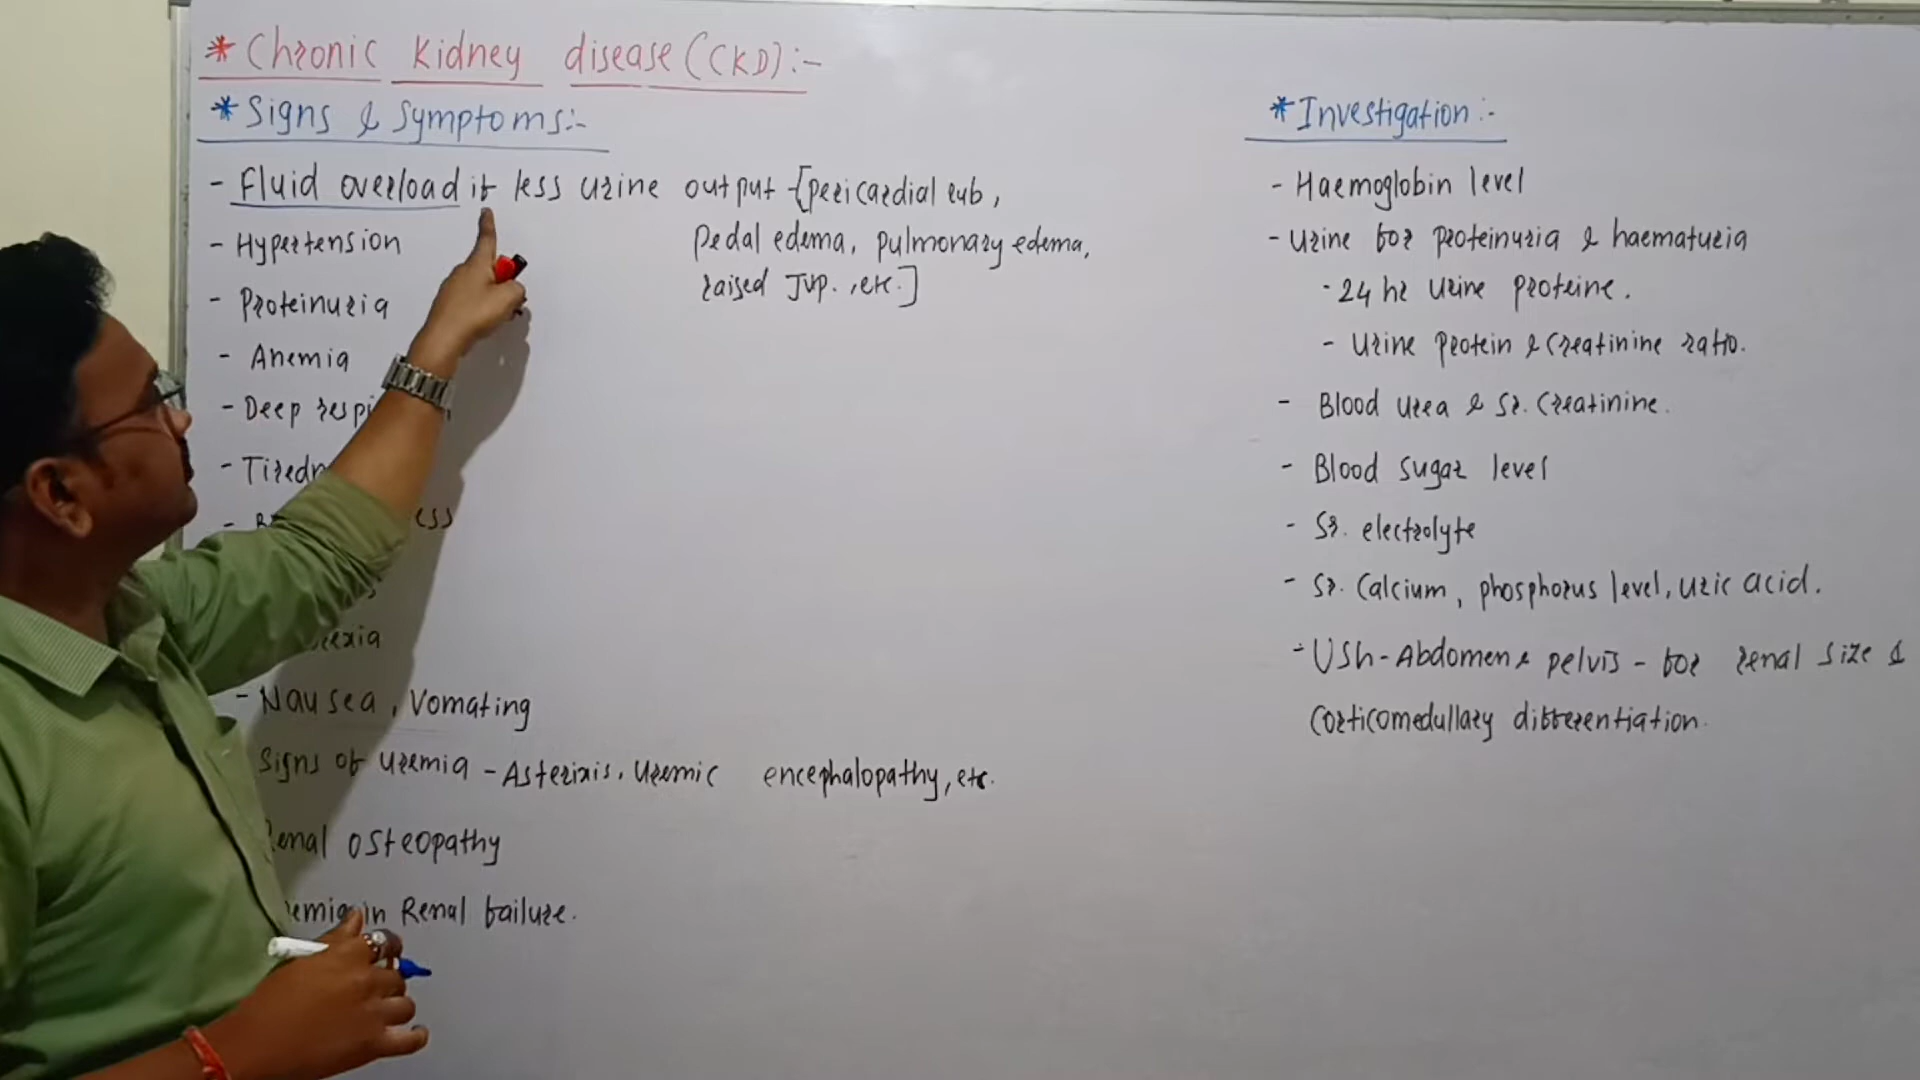 * Chronic Kidney disease (CKD):-
* Signs & Symptoms:-
- Fluid overload if less urine output -[pericardial rub,
pedal edema, pulmonary edema,
raised JVP. , etc.]
- Hypertension
- Proteinuria
- Anemia
- Deep
- Nausea, Vomating
Signs of uremia - Asterixis, Uremic encephalopathy, etc.
Renal osteopathy
in Renal failure.
* Investigation :-
- Haemoglobin level
- Urine for proteinuria & haematuria
- 24 hr urine proteine.
- Urine protein & creatinine ratio.
- Blood urea & Sr. Creatinine.
- Blood sugar level
- Sr. electrolyte
- Sr. Calcium, phosphorus level, uric acid.
- USh - Abdomen & pelvis - for renal size &
Corticomedullary differentiation.